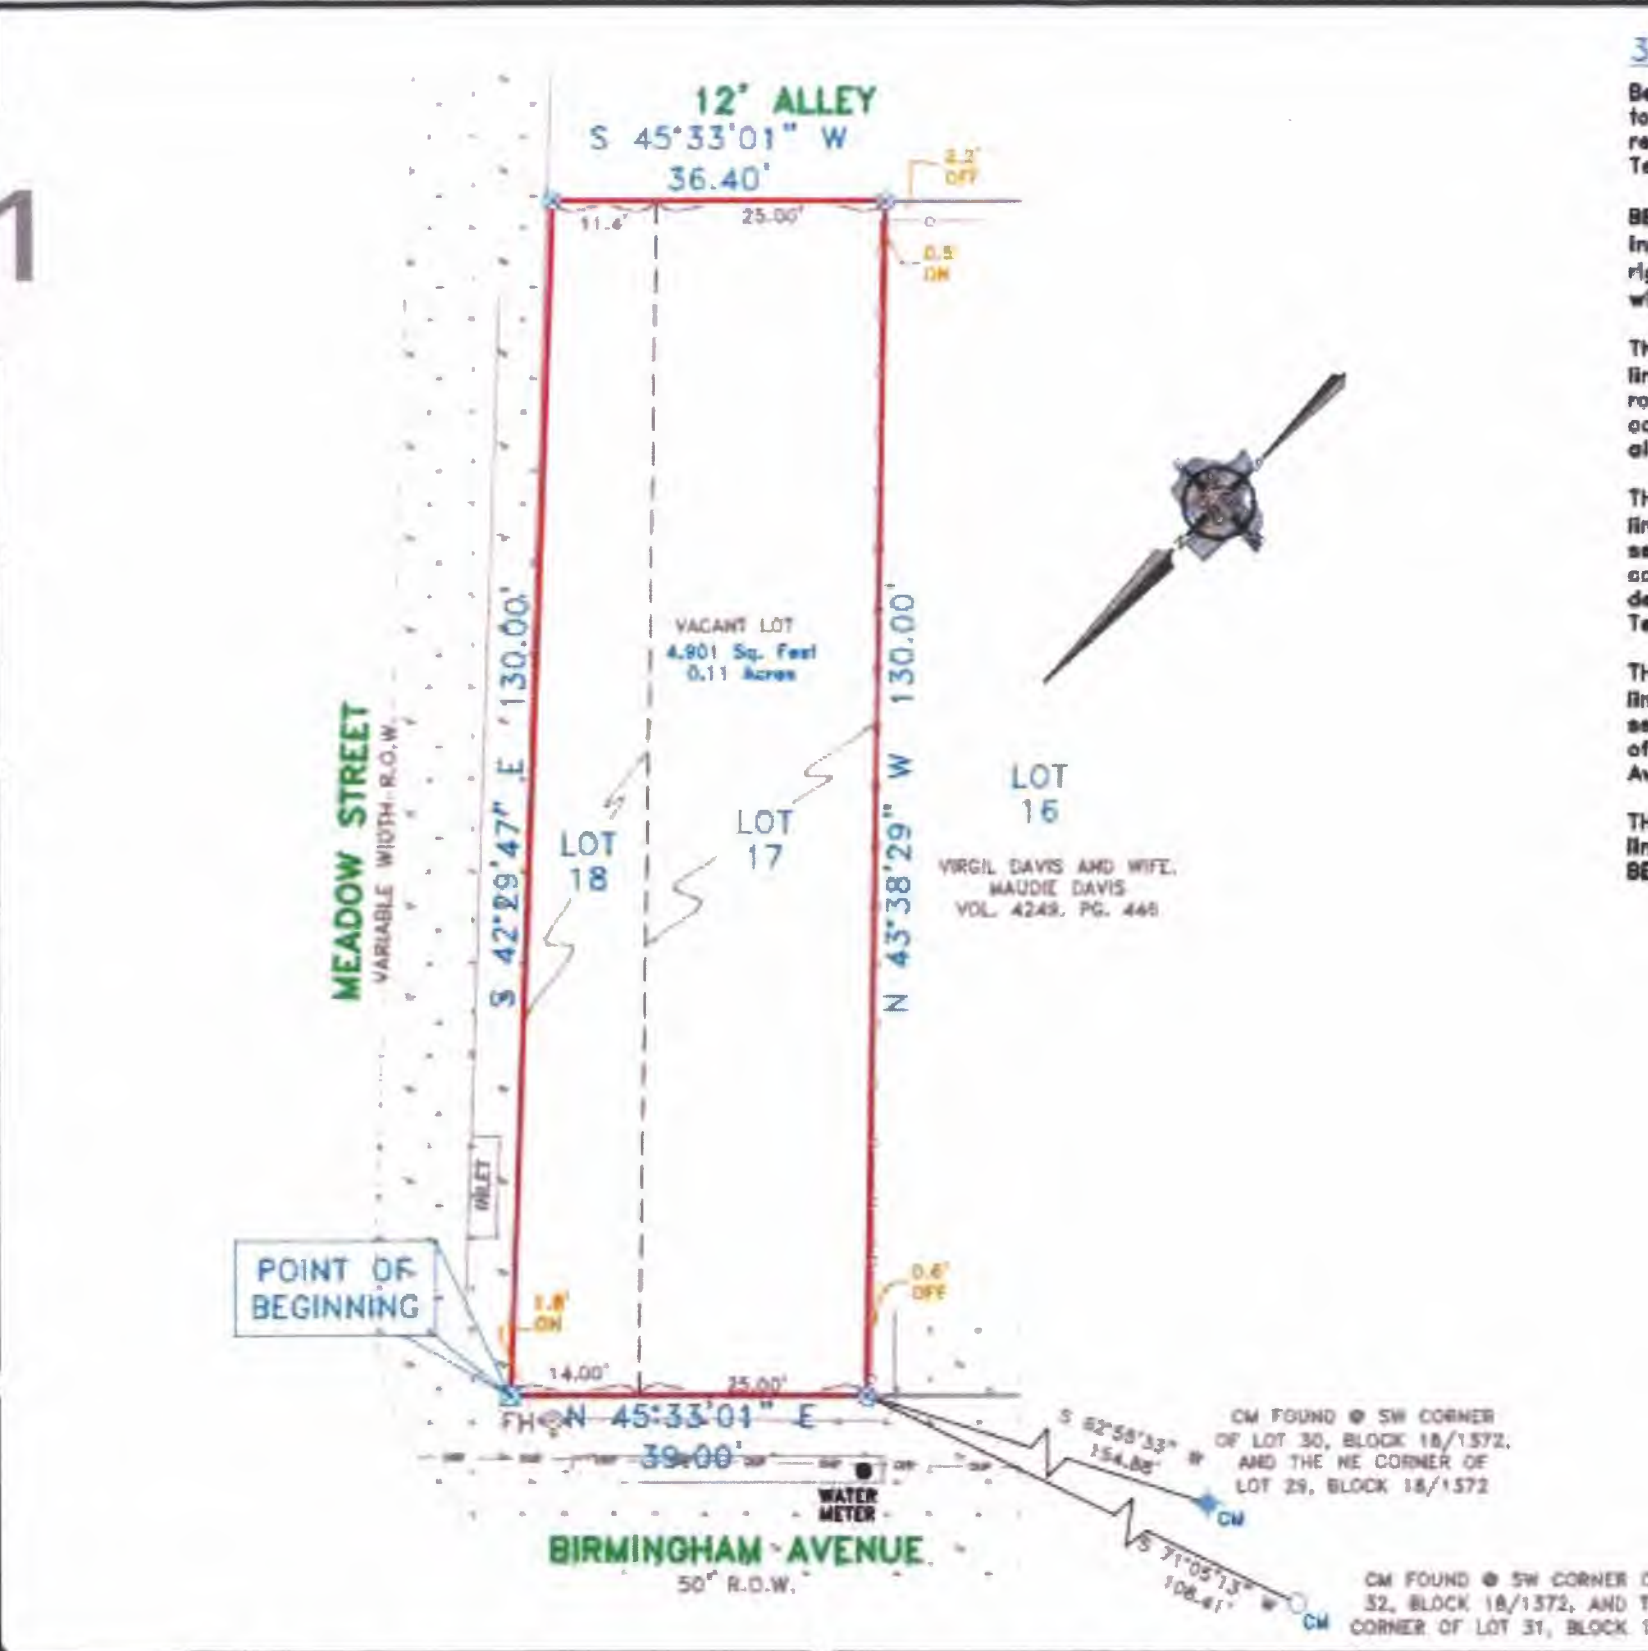 1
12' ALLEY
S 45°33'01" W
36.40'
2.2'
OFF
11.4'
25.00'
0.5'
ON
130.00'
S 42°29'47" E
130.00'
N 43°38'29" W
VACANT LOT
4,901 Sq. Feet
0.11 Acres
MEADOW STREET
VARIABLE WIDTH R.O.W.
LOT
18
LOT
17
LOT
16
VIRGIL DAVIS AND WIFE,
MAUDIE DAVIS
VOL. 4249, PG.
INLET
POINT OF
BEGINNING
1.8'
ON
0.6'
OFF
14.00'
25.00'
FH
N 45°33'01" E
39.00'
WATER
METER
BIRMINGHAM AVENUE
50' R.O.W.
S 62°58'33" W
154.88'
CM FOUND @ SW CORNER
OF LOT 30, BLOCK 18/1372,
AND THE NE CORNER OF
LOT 29, BLOCK 18/1372
CM
S 71°05'13" W
CM
CM FOUND @ SW CORNER
32, BLOCK 18/1372, AND
CORNER OF LOT 31, BLOCK